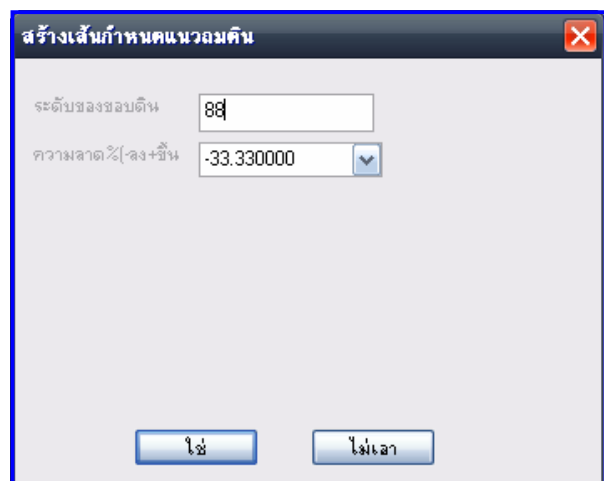 สร้างเส้นกำหนดแนวถมดิน
ระดับของขอบดิน 88
ความลาด%(-ลง+ขึ้น -33.330000
ใช่ ไม่เอา